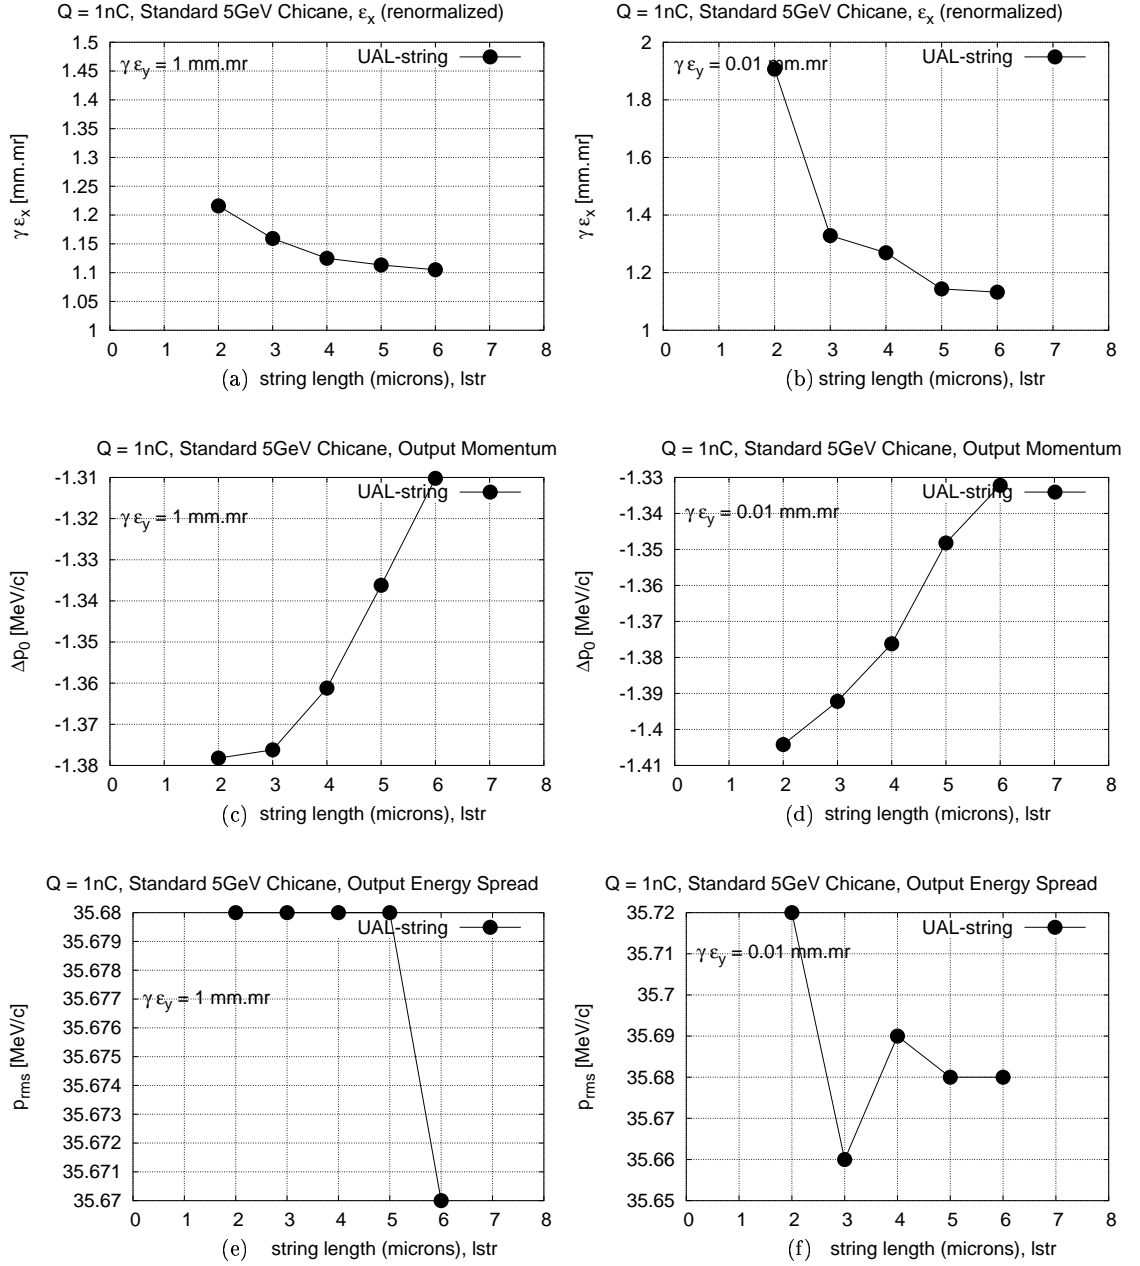 Q = 1nC, Standard 5GeV Chicane, εx (renormalized)
γ εy = 1 mm.mr
UAL-string
1.5
1.45
1.4
1.35
1.3
1.25
1.2
1.15
1.1
1.05
1
γ εx [mm.mr]
0 1 2 3 4 5 6 7 8
(a) string length (microns), lstr
Q = 1nC, Standard 5GeV Chicane, εx (renormalized)
γ εy = 0.01 mm.mr
UAL-string
2
1.8
1.6
1.4
1.2
1
γ εx [mm.mr]
0 1 2 3 4 5 6 7 8
(b) string length (microns), lstr
Q = 1nC, Standard 5GeV Chicane, Output Momentum
UAL-string
γ εy = 1 mm.mr
-1.31
-1.32
-1.33
-1.34
-1.35
-1.36
-1.37
-1.38
Δp0 [MeV/c]
0 1 2 3 4 5 6 7 8
(c) string length (microns), lstr
Q = 1nC, Standard 5GeV Chicane, Output Momentum
UAL-string
γ εy = 0.01 mm.mr
-1.33
-1.34
-1.35
-1.36
-1.37
-1.38
-1.39
-1.4
-1.41
Δp0 [MeV/c]
0 1 2 3 4 5 6 7 8
(d) string length (microns), lstr
Q = 1nC, Standard 5GeV Chicane, Output Energy Spread
UAL-string
γ εy = 1 mm.mr
35.68
35.679
35.678
35.677
35.676
35.675
35.674
35.673
35.672
35.671
35.67
prms [MeV/c]
0 1 2 3 4 5 6 7 8
(e) string length (microns), lstr
Q = 1nC, Standard 5GeV Chicane, Output Energy Spread
UAL-string
γ εy = 0.01 mm.mr
35.72
35.71
35.7
35.69
35.68
35.67
35.66
35.65
prms [MeV/c]
0 1 2 3 4 5 6 7 8
(f) string length (microns), lstr